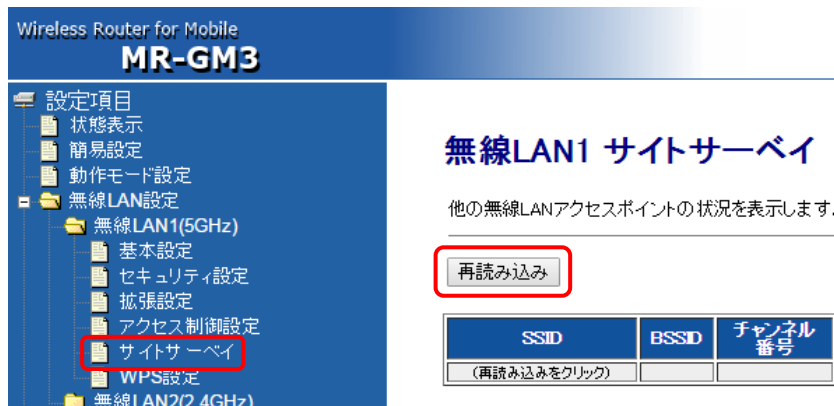 Wireless Router for Mobile
MR-GM3
設定項目
状態表示
簡易設定
動作モード設定
無線LAN設定
無線LAN1(5GHz)
基本設定
セキュリティ設定
拡張設定
アクセス制御設定
サイトサーベイ
WPS設定
無線LAN2(2.4GHz)
無線LAN1 サイトサーベイ
他の無線LANアクセスポイントの状況を表示します.
再読み込み
SSID BSSID チャンネル
番号
(再読み込みをクリック)